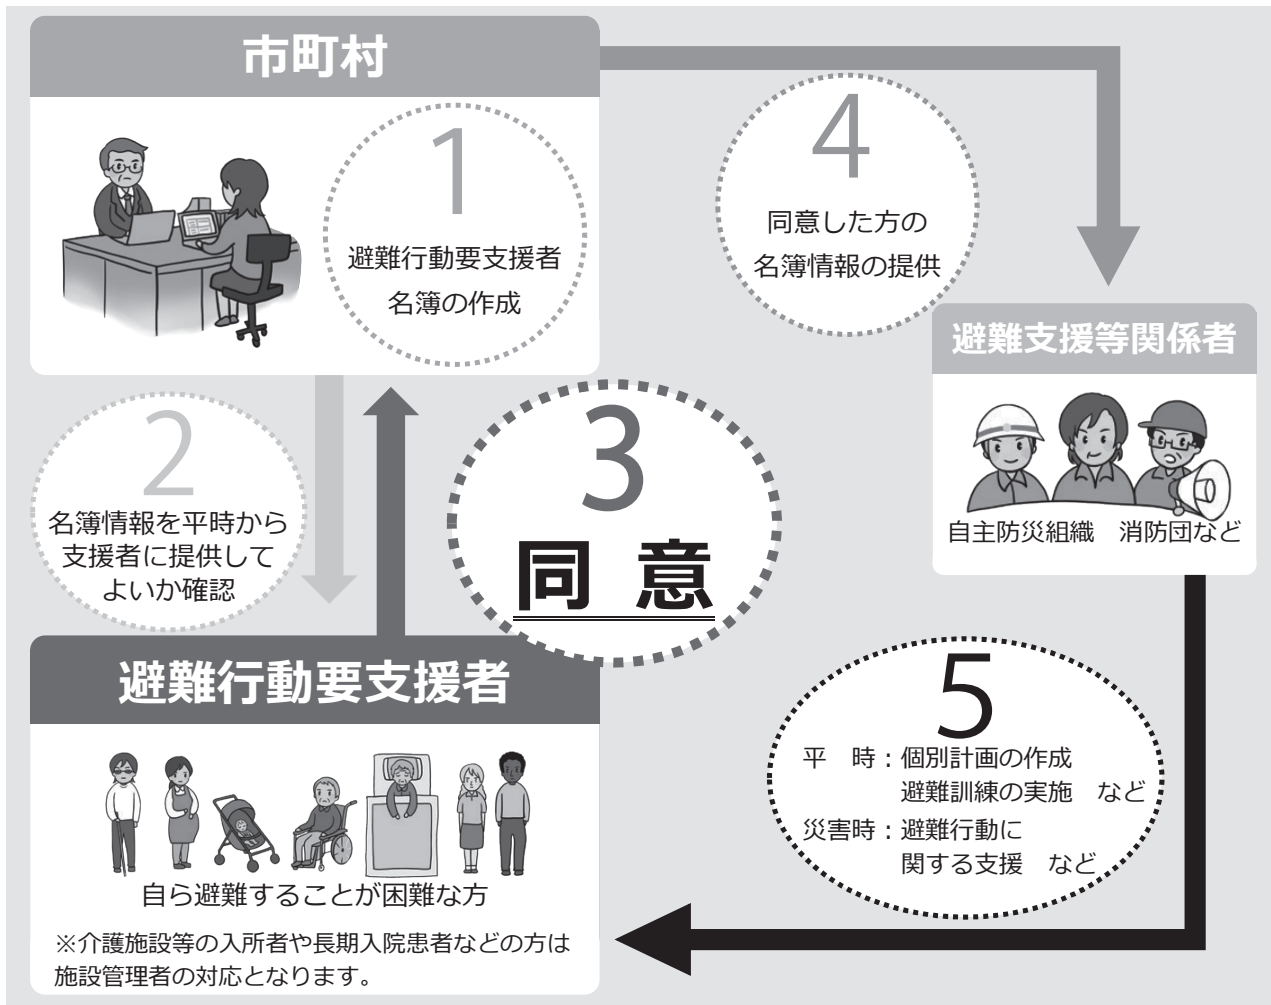 市町村
1
避難行動要支援者
名簿の作成
2
名簿情報を平時から
支援者に提供して
よいか確認
3
同 意
4
同意した方の
名簿情報の提供
避難支援等関係者
自主防災組織　消防団など
5
平　時：個別計画の作成
避難訓練の実施　など
災害時：避難行動に
関する支援　など
避難行動要支援者
自ら避難することが困難な方
※介護施設等の入所者や長期入院患者などの方は
施設管理者の対応となります。